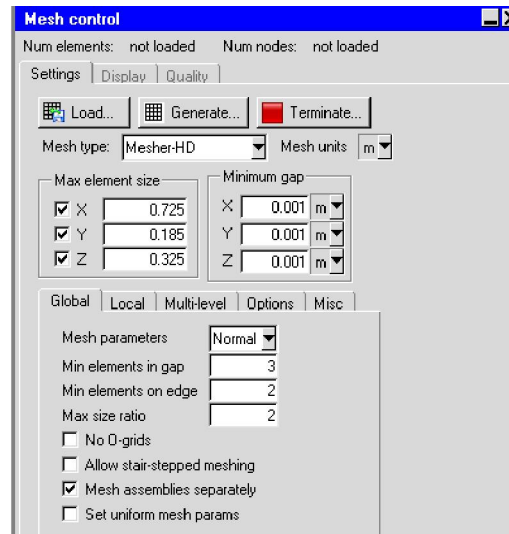 Mesh control
Num elements: not loaded Num nodes: not loaded
Settings Display Quality
Load... Generate... Terminate...
Mesh type: Mesher-HD Mesh units m
Max element size Minimum gap
X 0.725 X 0.001 m
Y 0.185 Y 0.001 m
Z 0.325 Z 0.001 m
Global Local Multi-level Options Misc
Mesh parameters Normal
Min elements in gap 3
Min elements on edge 2
Max size ratio 2
No O-grids
Allow stair-stepped meshing
Mesh assemblies separately
Set uniform mesh params